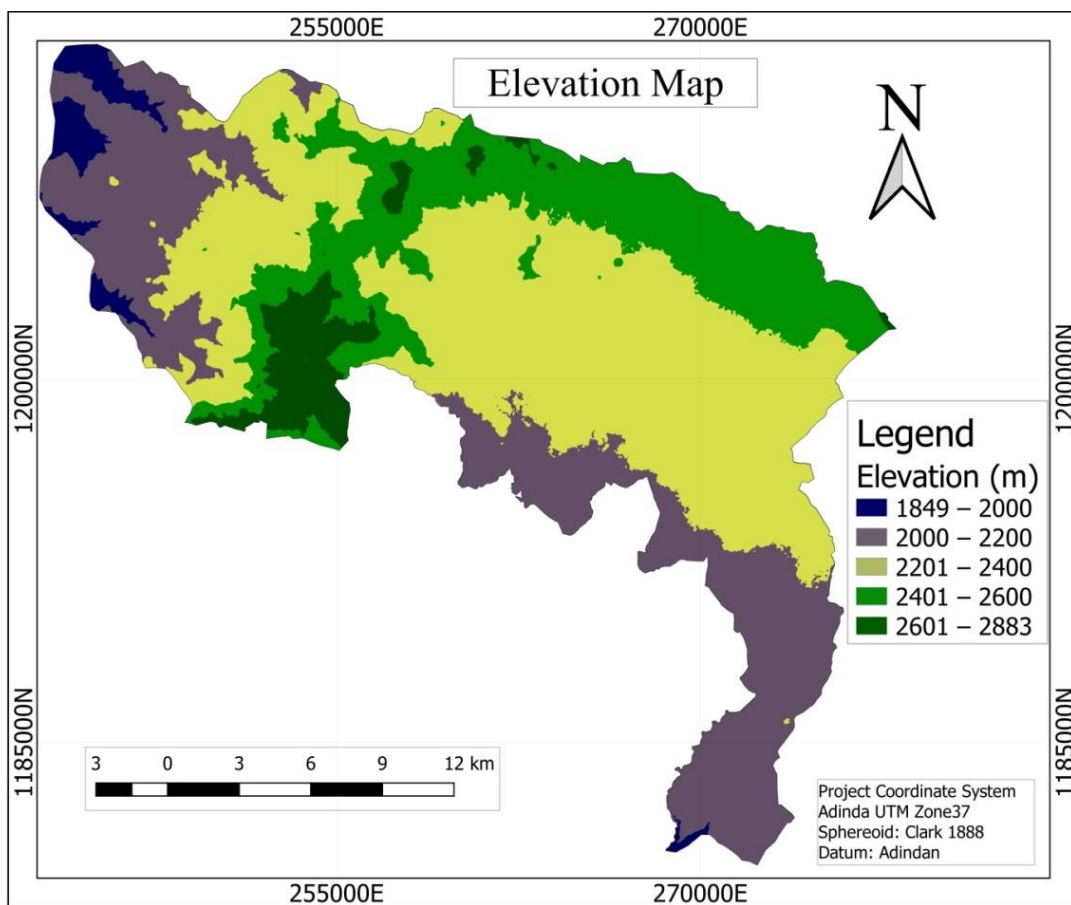 255000E
270000E
Elevation Map
N
1200000N
1200000N
Legend
Elevation (m)
1849 – 2000
2000 – 2200
2201 – 2400
2401 – 2600
2601 – 2883
1185000N
1185000N
3 0 3 6 9 12 km
Project Coordinate System
Adinda UTM Zone37
Sphereoid: Clark 1888
Datum: Adindan
255000E
270000E